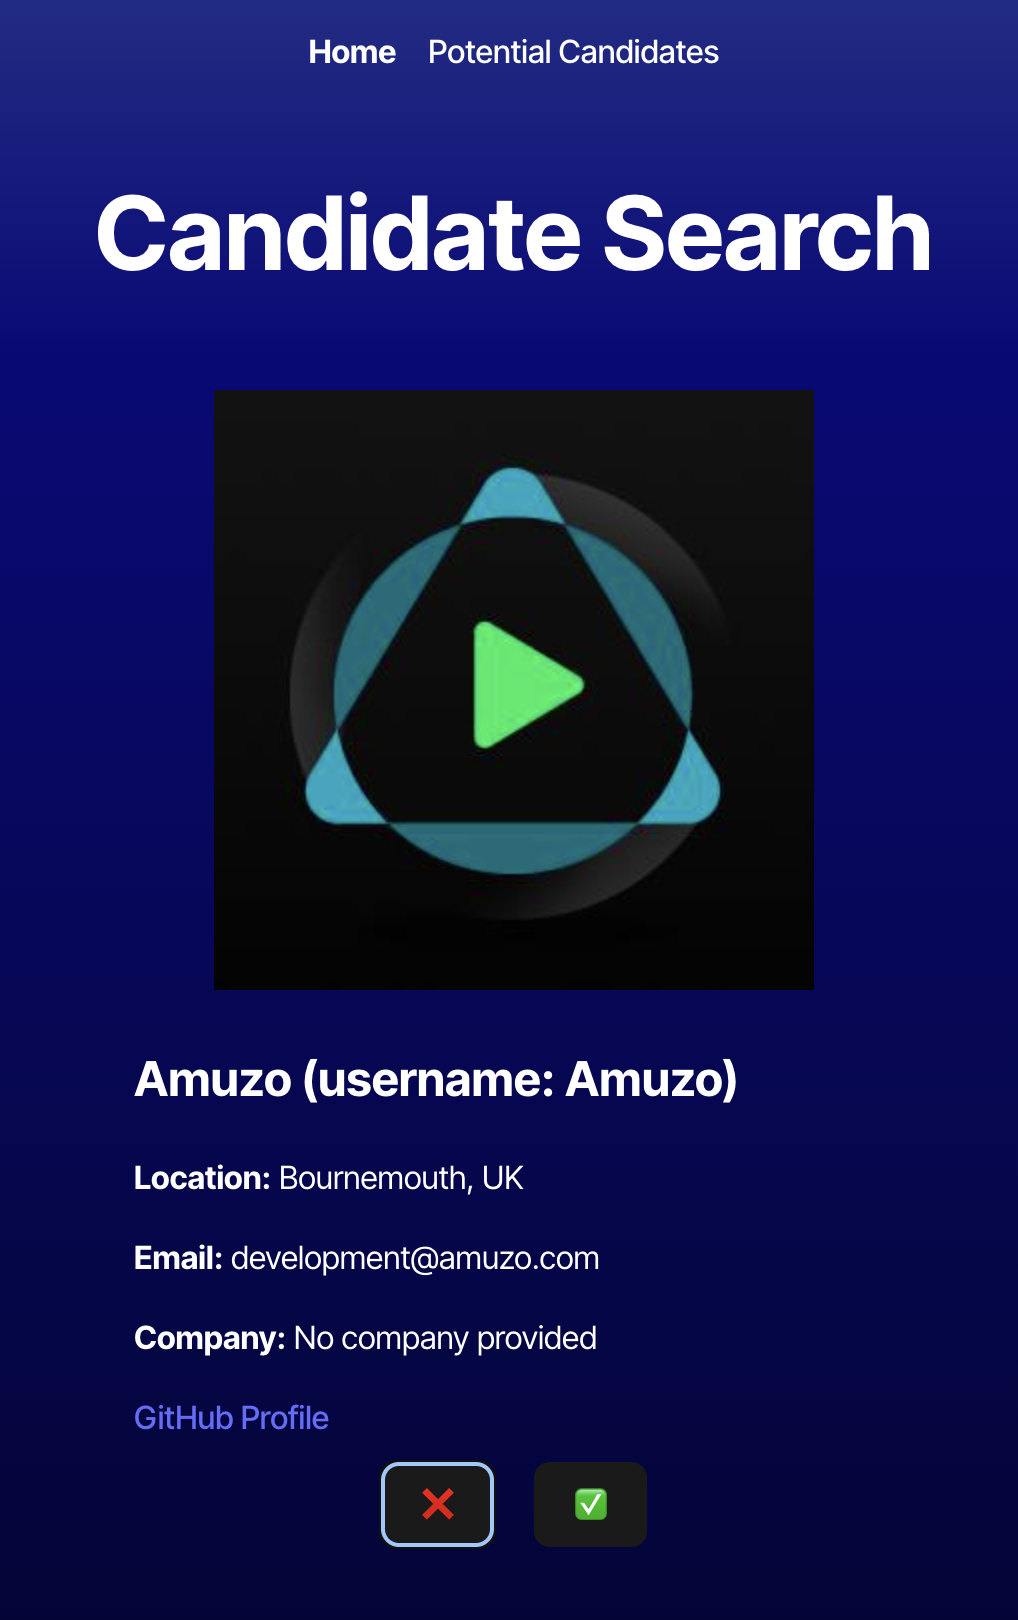 Home Potential Candidates
Candidate Search
Amuzo (username: Amuzo)
Location: Bournemouth, UK
Email: development@amuzo.com
Company: No company provided
GitHub Profile